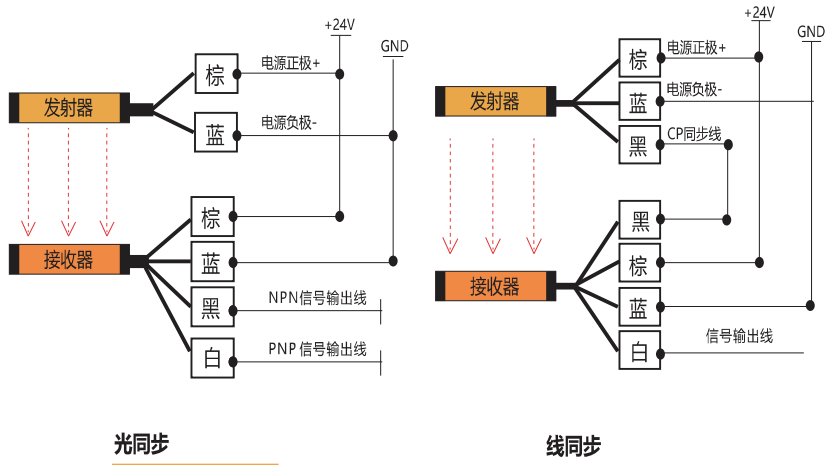 +24V
GND
棕
电源正极+
发射器
蓝
电源负极-
棕
接收器
蓝
黑
NPN信号输出线
白
PNP 信号输出线
光同步
+24V
GND
棕
电源正极+
发射器
蓝
电源负极-
黑
CP同步线
黑
棕
接收器
蓝
白
信号输出线
线同步